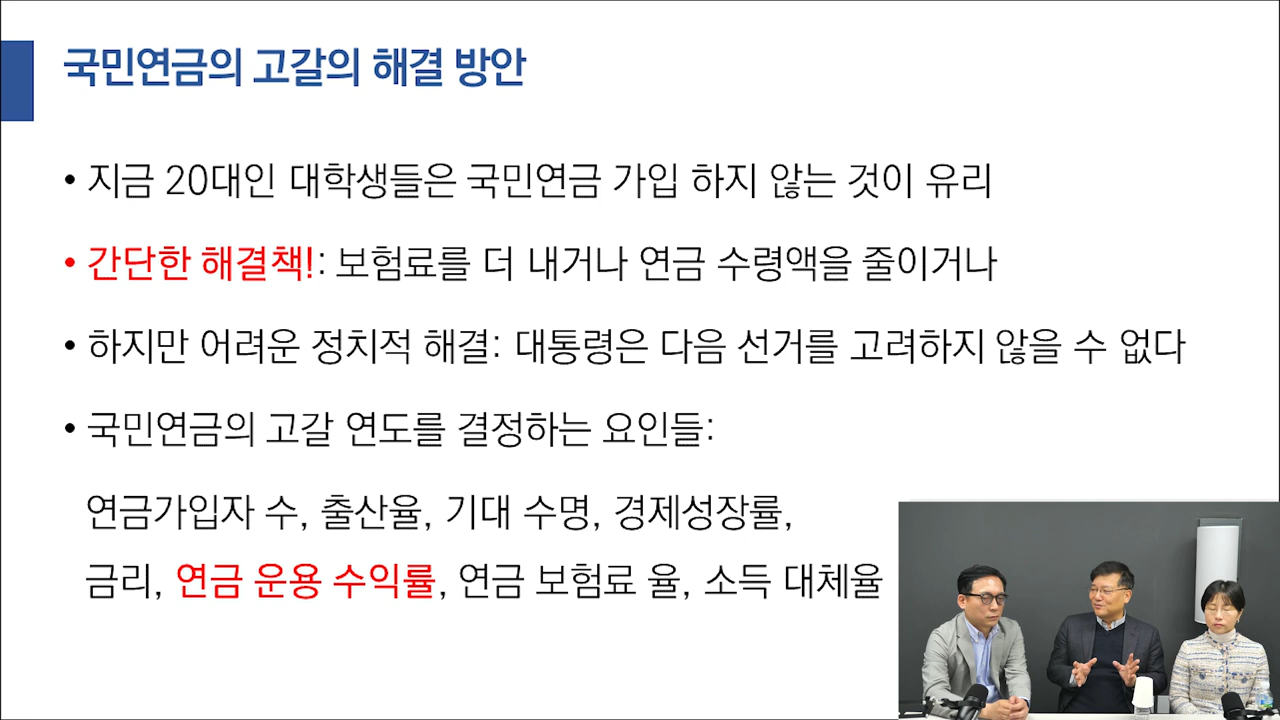 국민연금의 고갈의 해결 방안
• 지금 20대인 대학생들은 국민연금 가입 하지 않는 것이 유리
• 간단한 해결책!: 보험료를 더 내거나 연금 수령액을 줄이거나
• 하지만 어려운 정치적 해결: 대통령은 다음 선거를 고려하지 않을 수 없다
• 국민연금의 고갈 연도를 결정하는 요인들:
연금가입자 수, 출산율, 기대 수명, 경제성장률,
금리, 연금 운용 수익률, 연금 보험료 율, 소득 대체율